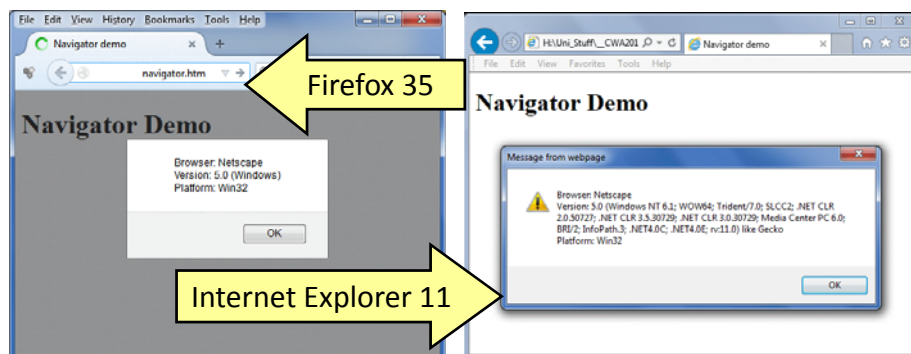 File Edit View History Bookmarks Tools Help
Navigator demo × +
navigator.htm
Navigator Demo
Browser: Netscape
Version: 5.0 (Windows)
Platform: Win32
OK
Firefox 35
H:\Uni_Stuff\_CWA201
Navigator demo ×
File Edit View Favorites Tools Help
Navigator Demo
Message from webpage
Browser: Netscape
Version: 5.0 (Windows NT 6.1; WOW64; Trident/7.0; SLCC2; .NET CLR
2.0.50727; .NET CLR 3.5.30729; .NET CLR 3.0.30729; Media Center PC 6.0;
BRI/2; InfoPath.3; .NET4.0C; .NET4.0E; rv:11.0) like Gecko
Platform: Win32
OK
Internet Explorer 11